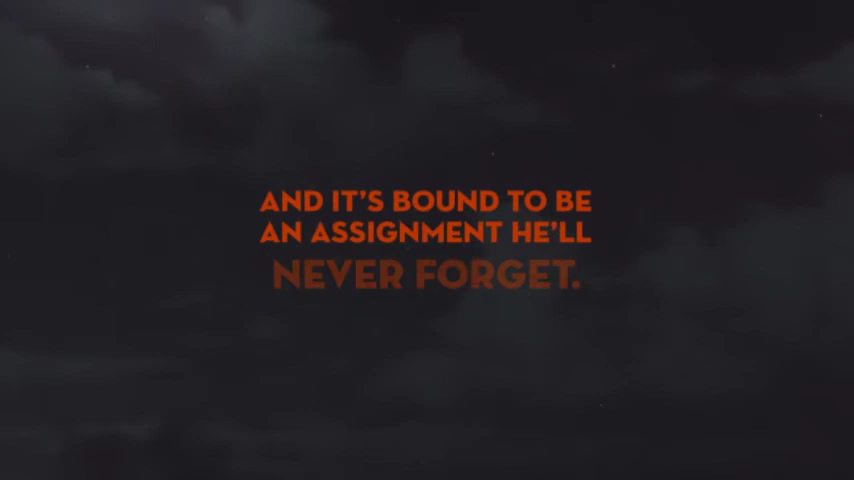 AND IT'S BOUND TO BE
AN ASSIGNMENT HE'LL
NEVER FORGET.